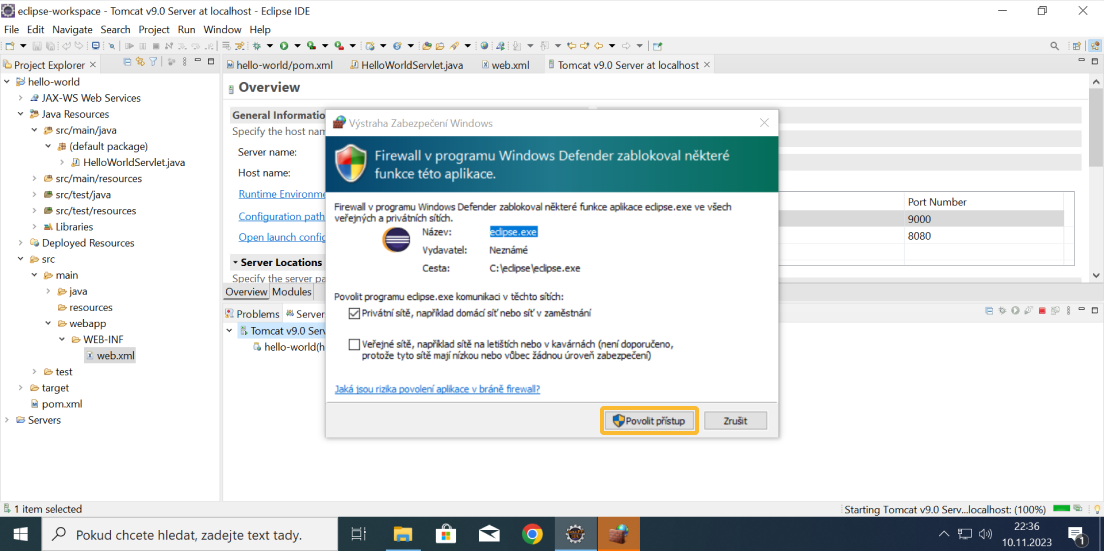 eclipse-workspace - Tomcat v9.0 Server at localhost - Eclipse IDE
File Edit Navigate Search Project Run Window Help
Project Explorer
hello-world/pom.xml HelloWorldServlet.java web.xml Tomcat v9.0 Server at localhost
hello-world
JAX-WS Web Services
Java Resources
src/main/java
(default package)
HelloWorldServlet.java
src/main/resources
src/test/java
src/test/resources
Libraries
Deployed Resources
src
main
java
resources
webapp
WEB-INF
web.xml
test
target
pom.xml
Servers
Overview
General Informatio
Specify the host nam
Server name:
Host name:
Runtime Environme
Configuration path
Open launch config
Server Locations
Specify the server pa
Port Number
9000
8080
Overview Modules
Problems Server
Tomcat v9.0 Serv
hello-world(h
Výstraha Zabezpečení Windows
Firewall v programu Windows Defender zablokoval některé
funkce této aplikace.
Firewall v programu Windows Defender zablokoval některé funkce aplikace eclipse.exe ve všech
veřejných a privátních sítích.
Název: eclipse.exe
Vydavatel: Neznámé
Cesta: C:\eclipse\eclipse.exe
Povolit programu eclipse.exe komunikaci v těchto sítích:
Privátní sítě, například domácí síť nebo síť v zaměstnání
Veřejné sítě, například sítě na letištích nebo v kavárnách (není doporučeno,
protože tyto sítě mají nízkou nebo vůbec žádnou úroveň zabezpečení)
Jaká jsou rizika povolení aplikace v bráně firewall?
Povolit přístup Zrušit
1 item selected
Starting Tomcat v9.0 Serv...localhost: (100%)
Pokud chcete hledat, zadejte text tady.
22:36
10.11.2023
1